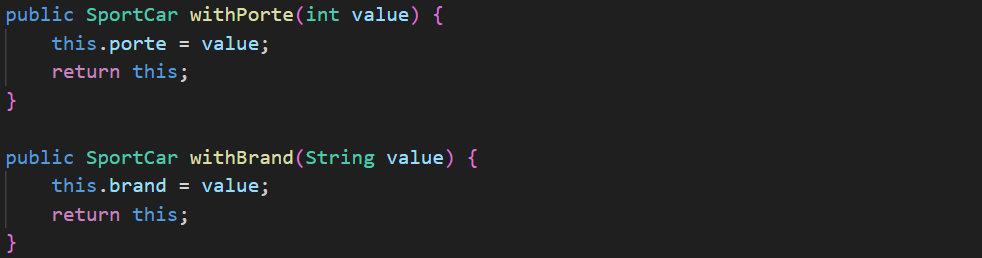 public SportCar withPorte(int value) {
    this.porte = value;
    return this;
}

public SportCar withBrand(String value) {
    this.brand = value;
    return this;
}